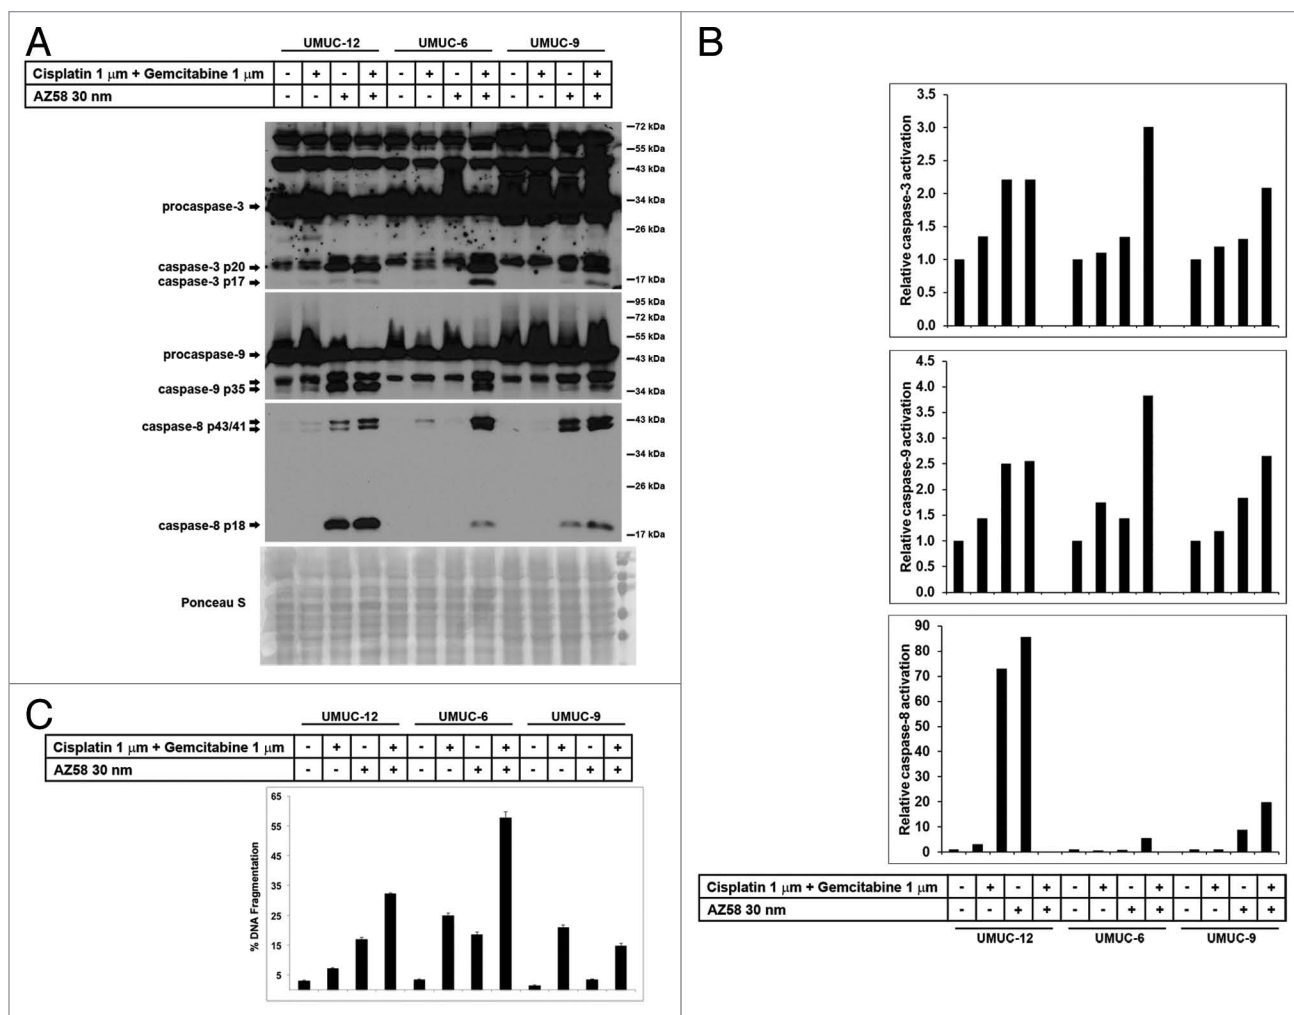 A
UMUC-12 UMUC-6 UMUC-9
Cisplatin 1 μm + Gemcitabine 1 μm - + - + - + - + - + - +
AZ58 30 nm - - + + - - + + - - + +
—72 kDa
—55 kDa
—43 kDa
procaspase-3
—34 kDa
—26 kDa
caspase-3 p20
caspase-3 p17
—17 kDa
—95 kDa
—72 kDa
—55 kDa
procaspase-9
—43 kDa
caspase-9 p35
—34 kDa
caspase-8 p43/41
—43 kDa
—34 kDa
—26 kDa
caspase-8 p18
—17 kDa
Ponceau S
B
Relative caspase-3 activation
3.5
3.0
2.5
2.0
1.5
1.0
0.5
0.0
Relative caspase-9 activation
4.5
4.0
3.5
3.0
2.5
2.0
1.5
1.0
0.5
0.0
Relative caspase-8 activation
90
80
70
60
50
40
30
20
10
0
Cisplatin 1 μm + Gemcitabine 1 μm - + - + - + - + - + - +
AZ58 30 nm - - + + - - + + - - + +
UMUC-12 UMUC-6 UMUC-9
C
UMUC-12 UMUC-6 UMUC-9
Cisplatin 1 μm + Gemcitabine 1 μm - + - + - + - + - + - +
AZ58 30 nm - - + + - - + + - - + +
% DNA Fragmentation
65
55
45
35
25
15
5